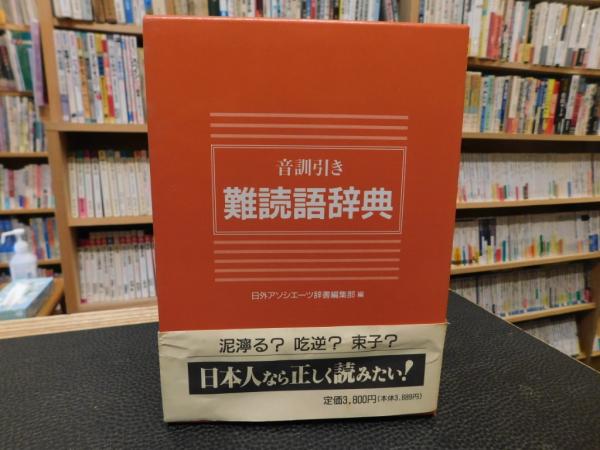 音訓引き
難読語辞典
日外アソシエーツ辞書編集部 編
泥濘る? 吃逆? 束子?
日本人なら正しく読みたい!
定価3,800円(本体3,689円)